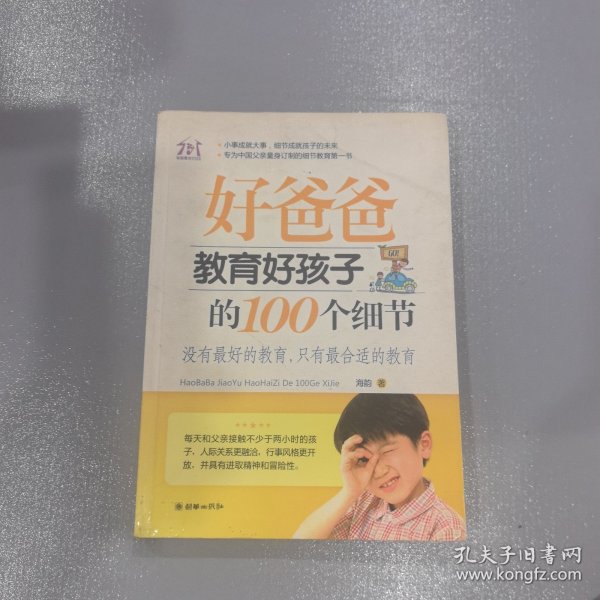 小事成就大事，细节成就孩子的未来
专为中国父亲量身订制的细节教育第一书
好爸爸
教育好孩子
GO!
的100个细节
没有最好的教育，只有最合适的教育
HaoBaBa JiaoYu HaoHaiZi De 100Ge XiJie 海韵 著
每天和父亲接触不少于两小时的孩
子，人际关系更融洽，行事风格更开
放，并具有进取精神和冒险性。
朝华出版社
孔夫子旧书网
www.kongfz.com